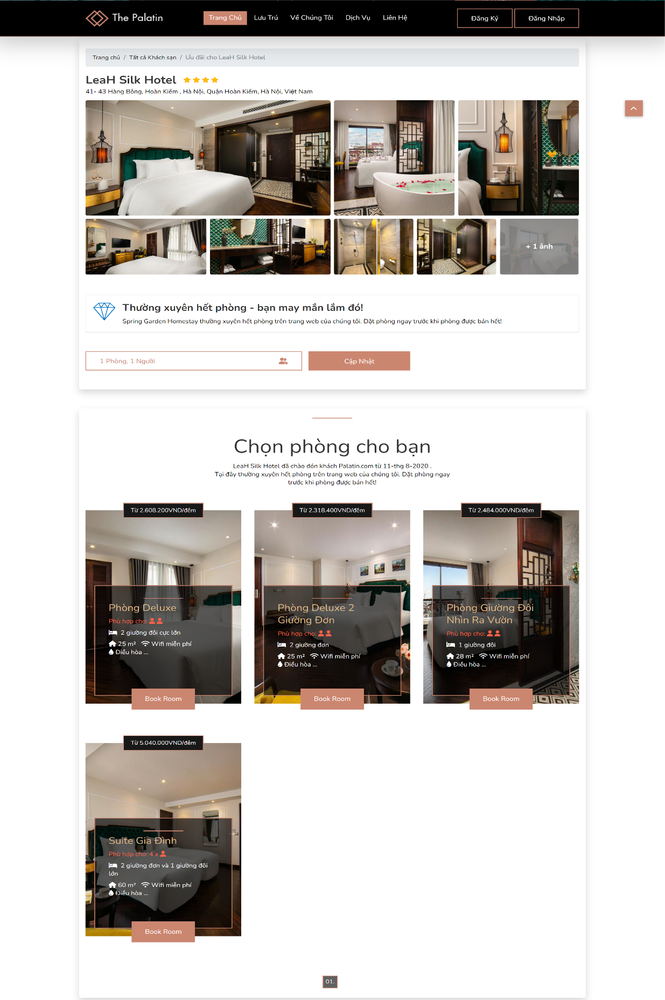 The Palatin
Trang Chủ
Lưu Trú
Về Chúng Tôi
Dịch Vụ
Liên Hệ
Đăng Ký
Đăng Nhập
Trang chủ / Tất cả Khách sạn / Ưu đãi cho LeaH Silk Hotel
LeaH Silk Hotel
41- 43 Hàng Bông, Hoàn Kiếm , Hà Nội, Quận Hoàn Kiếm, Hà Nội, Việt Nam
+ 1 ảnh
Thường xuyên hết phòng - bạn may mắn lắm đó!
Spring Garden Homestay thường xuyên hết phòng trên trang web của chúng tôi. Đặt phòng ngay trước khi phòng được bán hết!
1 Phòng, 1 Người
Cập Nhật
Chọn phòng cho bạn
LeaH Silk Hotel đã chào đón khách Palatin.com từ 11-thg 8-2020 .
Tại đây thường xuyên hết phòng trên trang web của chúng tôi. Đặt phòng ngay
trước khi phòng được bán hết!
Từ 2.608.200VND/đêm
Phòng Deluxe
Phù hợp cho:
2 giường đôi cực lớn
25 m² Wifi miễn phí
Điều hòa ...
Book Room
Từ 2.318.400VND/đêm
Phòng Deluxe 2
Giường Đơn
Phù hợp cho:
2 giường đơn
25 m² Wifi miễn phí
Điều hòa ...
Book Room
Từ 2.484.000VND/đêm
Phòng Giường Đôi
Nhìn Ra Vườn
Phù hợp cho:
1 giường đôi
28 m² Wifi miễn phí
Điều hòa ...
Book Room
Từ 5.040.000VND/đêm
Suite Gia Đình
Phù hợp cho: 4 x
2 giường đơn và 1 giường đôi
lớn
60 m² Wifi miễn phí
Điều hòa ...
Book Room
01.